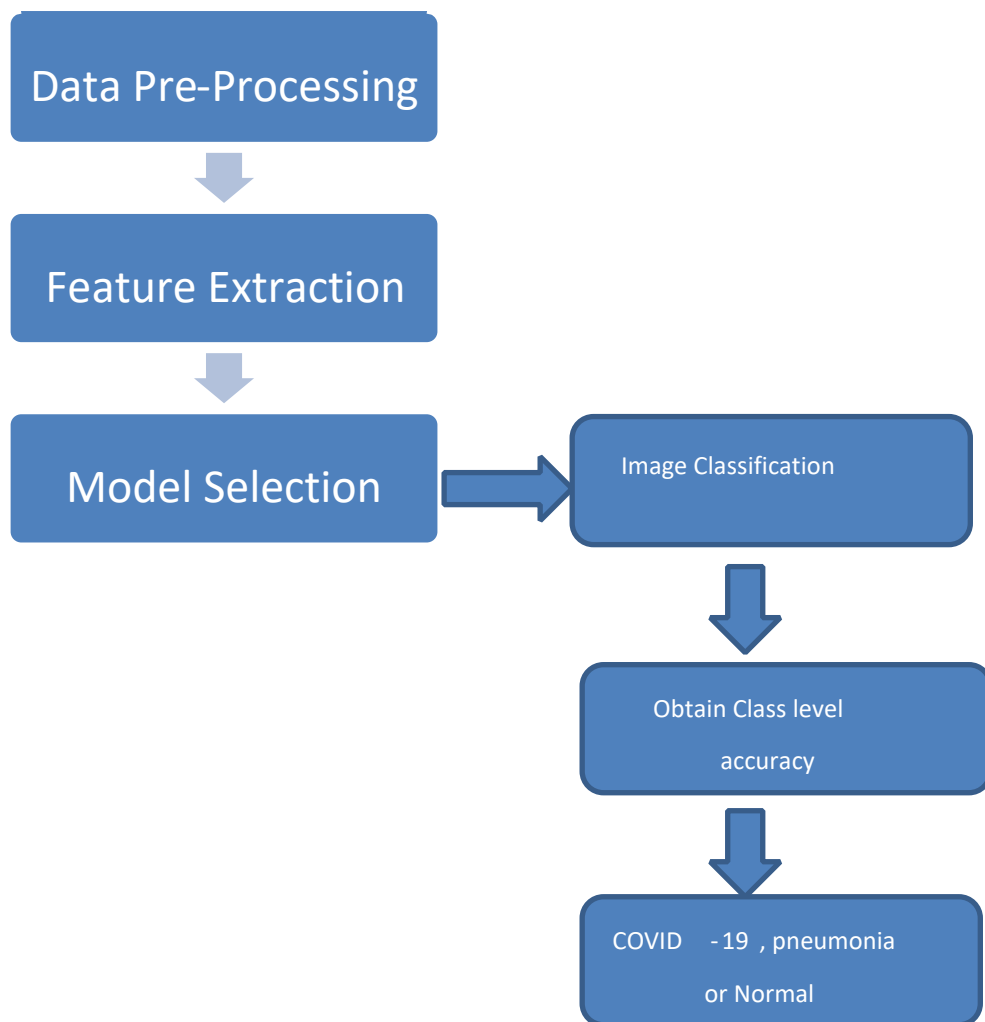 Data Pre-Processing
Feature Extraction
Model Selection
Image Classification
Obtain Class level
accuracy
COVID -19 , pneumonia
or Normal